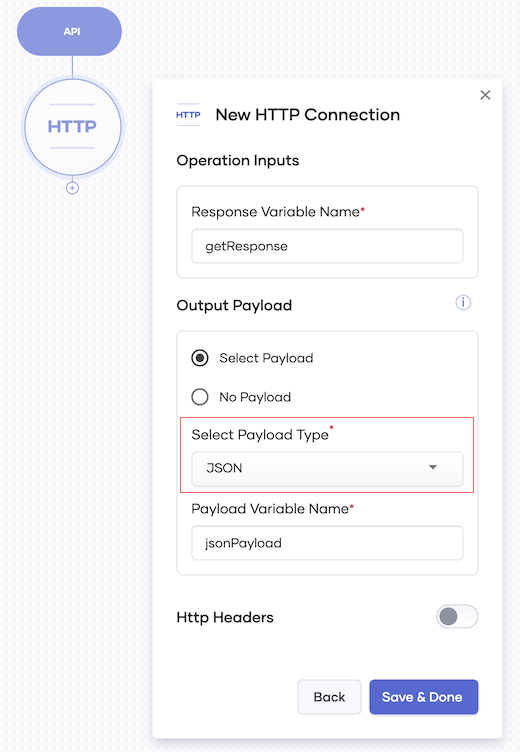 API
HTTP
HTTP New HTTP Connection
Operation Inputs
Response Variable Name*
getResponse
Output Payload
Select Payload
No Payload
Select Payload Type*
JSON
Payload Variable Name*
jsonPayload
Http Headers
Back Save & Done